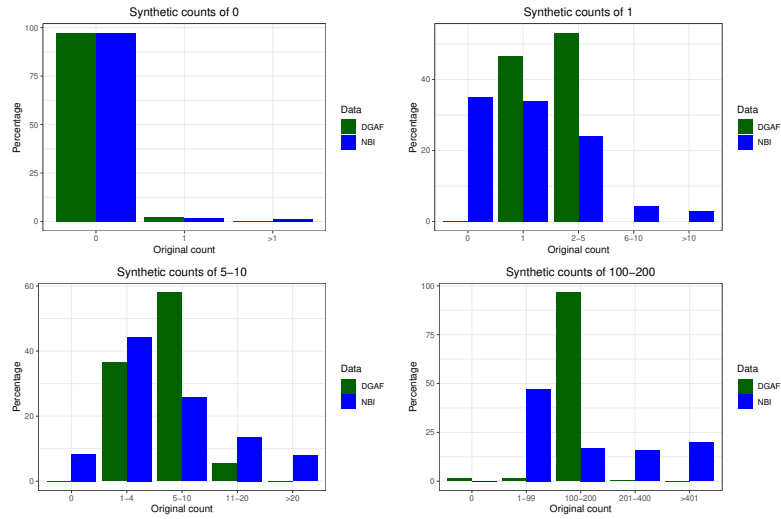 Synthetic counts of 0
100
75
50
25
0
Percentage
0 1 >1
Original count
Data
DGAF
NBI
Synthetic counts of 1
40
20
0
Percentage
0 1 2−5 6−10 >10
Original count
Data
DGAF
NBI
Synthetic counts of 5−10
60
40
20
0
Percentage
0 1−4 5−10 11−20 >20
Original count
Data
DGAF
NBI
Synthetic counts of 100−200
100
75
50
25
0
Percentage
0 1−99 100−200 201−400 >401
Original count
Data
DGAF
NBI